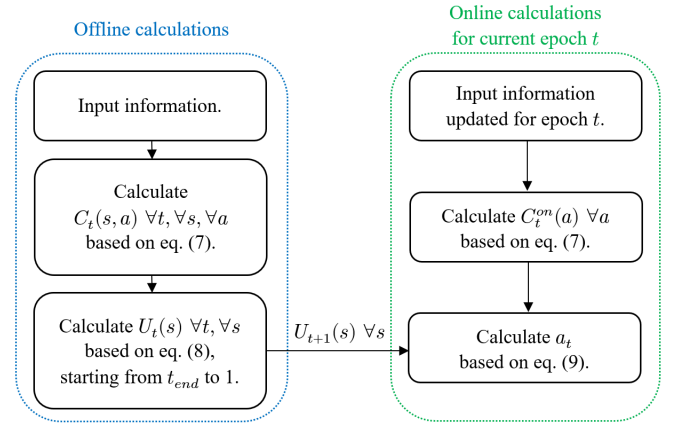 Offline calculations
Input information.
Calculate
C_t(s, a) ∀t, ∀s, ∀a
based on eq. (7).
Calculate U_t(s) ∀t, ∀s
based on eq. (8),
starting from t_end to 1.
U_{t+1}(s) ∀s
Online calculations
for current epoch t
Input information
updated for epoch t.
Calculate C_t^{on}(a) ∀a
based on eq. (7).
Calculate a_t
based on eq. (9).